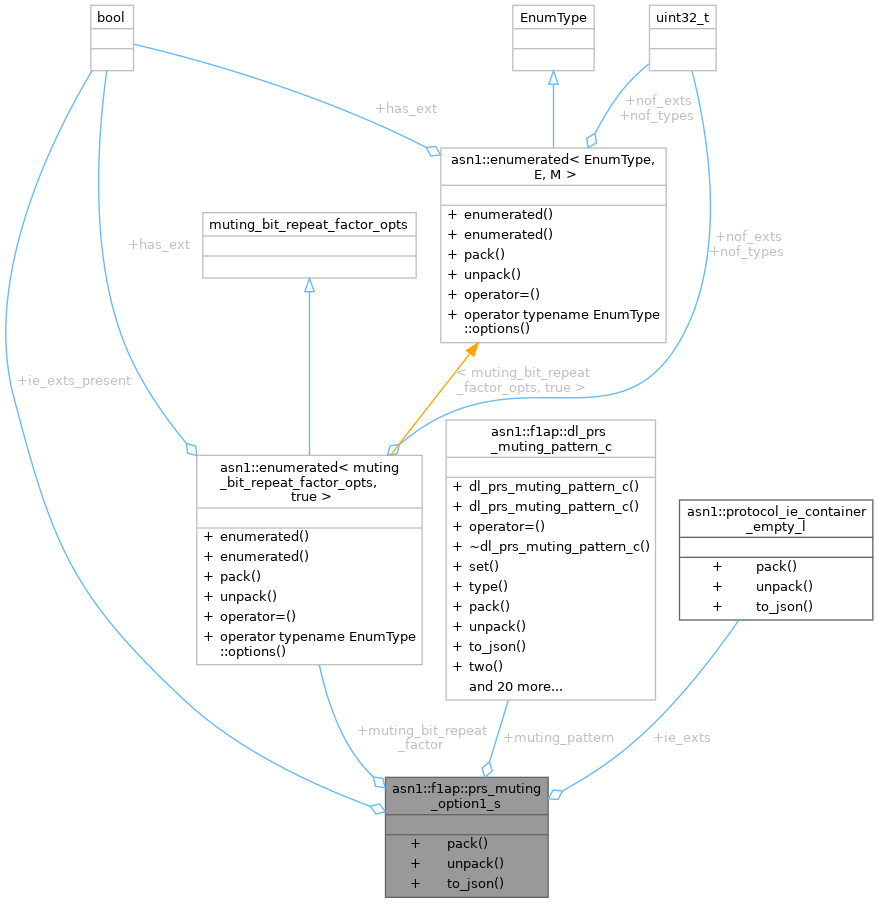 bool
EnumType
uint32_t
+has_ext
+nof_exts
+nof_types
asn1::enumerated< EnumType,
E, M >
+ enumerated()
+ enumerated()
+ pack()
+ unpack()
+ operator=()
+ operator typename EnumType
::options()
muting_bit_repeat_factor_opts
+has_ext
+nof_exts
+nof_types
+ie_exts_present
< muting_bit_repeat
_factor_opts, true >
asn1::enumerated< muting
_bit_repeat_factor_opts,
true >
+ enumerated()
+ enumerated()
+ pack()
+ unpack()
+ operator=()
+ operator typename EnumType
::options()
asn1::f1ap::dl_prs
_muting_pattern_c
+ dl_prs_muting_pattern_c()
+ dl_prs_muting_pattern_c()
+ operator=()
+ ~dl_prs_muting_pattern_c()
+ set()
+ type()
+ pack()
+ unpack()
+ to_json()
+ two()
and 20 more...
asn1::protocol_ie_container
_empty_l
+ pack()
+ unpack()
+ to_json()
+muting_bit_repeat
_factor
+muting_pattern
+ie_exts
asn1::f1ap::prs_muting
_option1_s
+ pack()
+ unpack()
+ to_json()